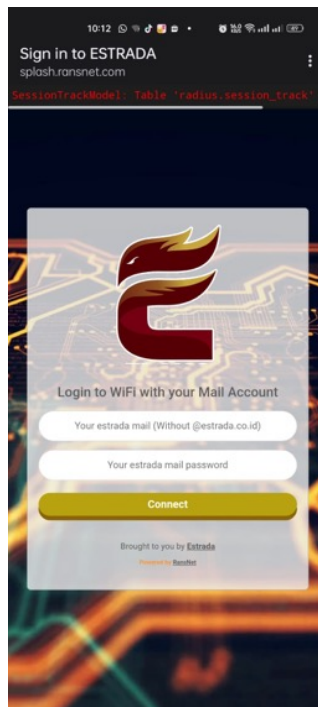 10:12
Sign in to ESTRADA
splash.ransnet.com
SessionTrackModel: Table 'radius.session_track'
Login to WiFi with your Mail Account
Your estrada mail (Without @estrada.co.id)
Your estrada mail password
Connect
Brought to you by Estrada
Powered by RansNet